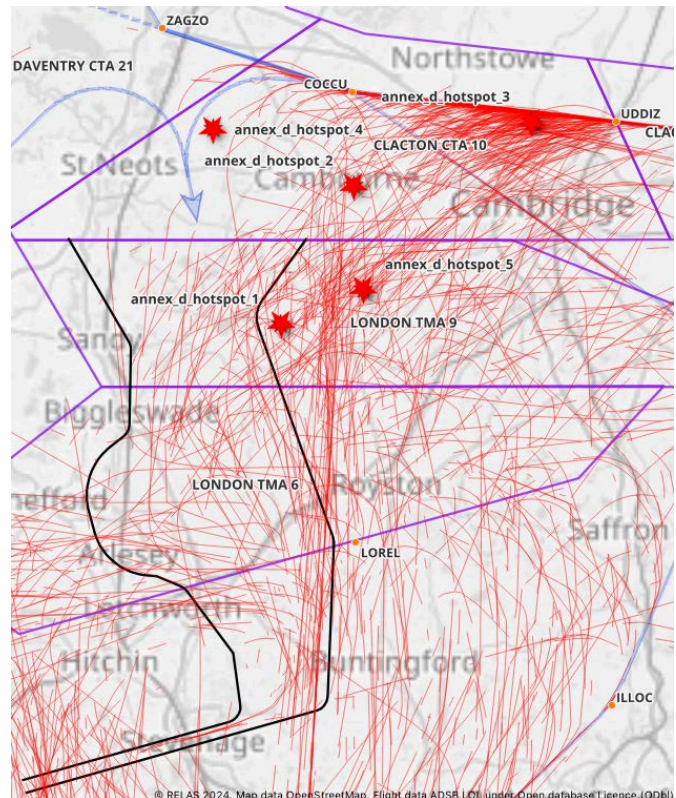 ZAGZO
Northstowe
DAVENTRY CTA 21
COCCU
annex_d_hotspot_3
UDDIZ
CLAC
annex_d_hotspot_4
CLACTON CTA 10
St Neots
annex_d_hotspot_2
Cambourne
Cambridge
annex_d_hotspot_5
annex_d_hotspot_1
LONDON TMA 9
Sandy
Biggleswade
LONDON TMA 6
Royston
hefford
Saffron
Arlesey
LOREL
Letchworth
Hitchin
Buntingford
ILLOC
Stevenage
© RELAS 2024, Map data OpenStreetMap, Flight data ADSB.LOL under Open database Licence (ODbl)